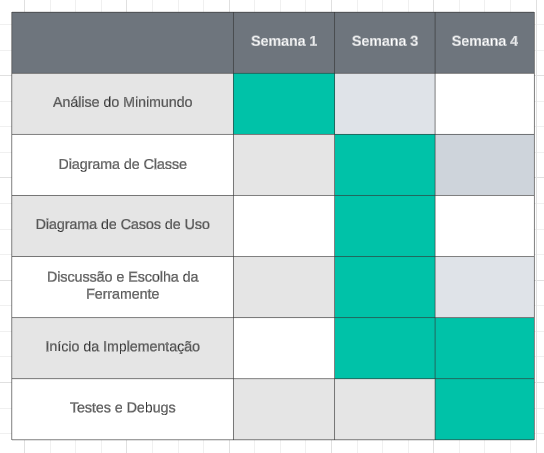 Semana 1
Semana 3
Semana 4
Análise do Minimundo
Diagrama de Classe
Diagrama de Casos de Uso
Discussão e Escolha da
Ferramente
Início da Implementação
Testes e Debugs